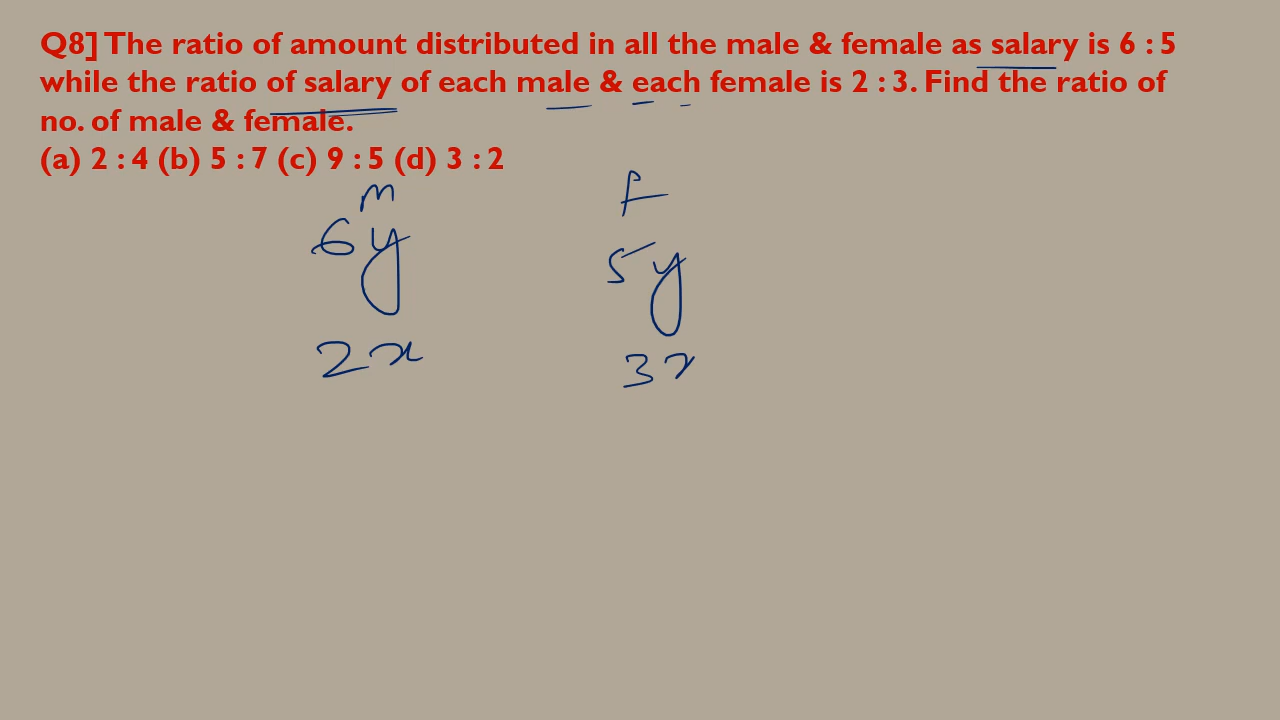 Q8] The ratio of amount distributed in all the male & female as salary is 6 : 5
while the ratio of salary of each male & each female is 2 : 3. Find the ratio of
no. of male & female.
(a) 2 : 4 (b) 5 : 7 (c) 9 : 5 (d) 3 : 2
m f
6y 5y
2x 3x